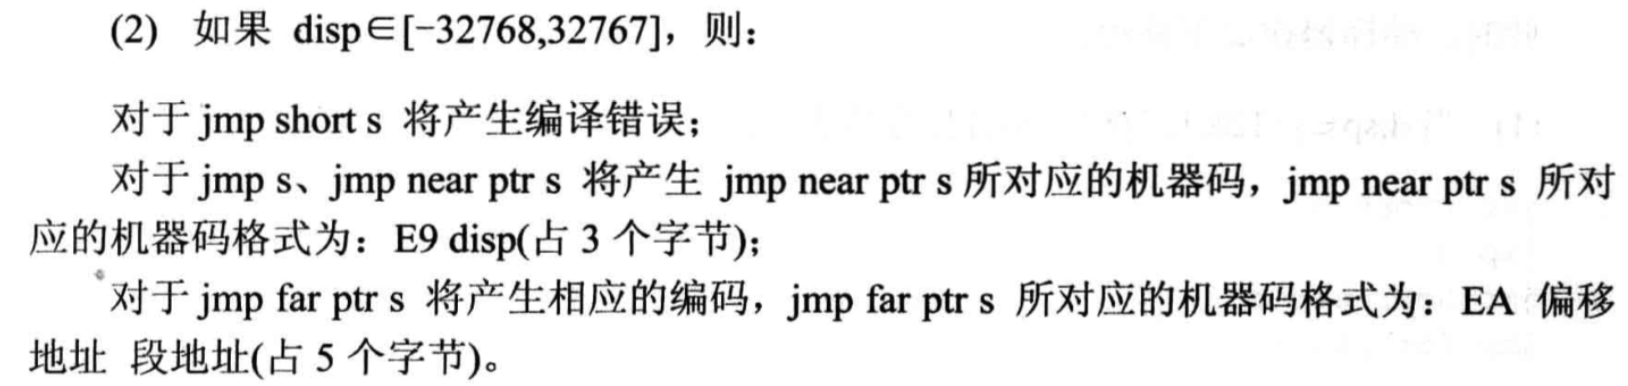 (2) 如果 disp∈[-32768,32767]，则：
对于 jmp short s 将产生编译错误；
对于 jmp s、jmp near ptr s 将产生 jmp near ptr s 所对应的机器码，jmp near ptr s 所对
应的机器码格式为：E9 disp(占 3 个字节)；
对于 jmp far ptr s 将产生相应的编码，jmp far ptr s 所对应的机器码格式为：EA 偏移
地址 段地址(占 5 个字节)。